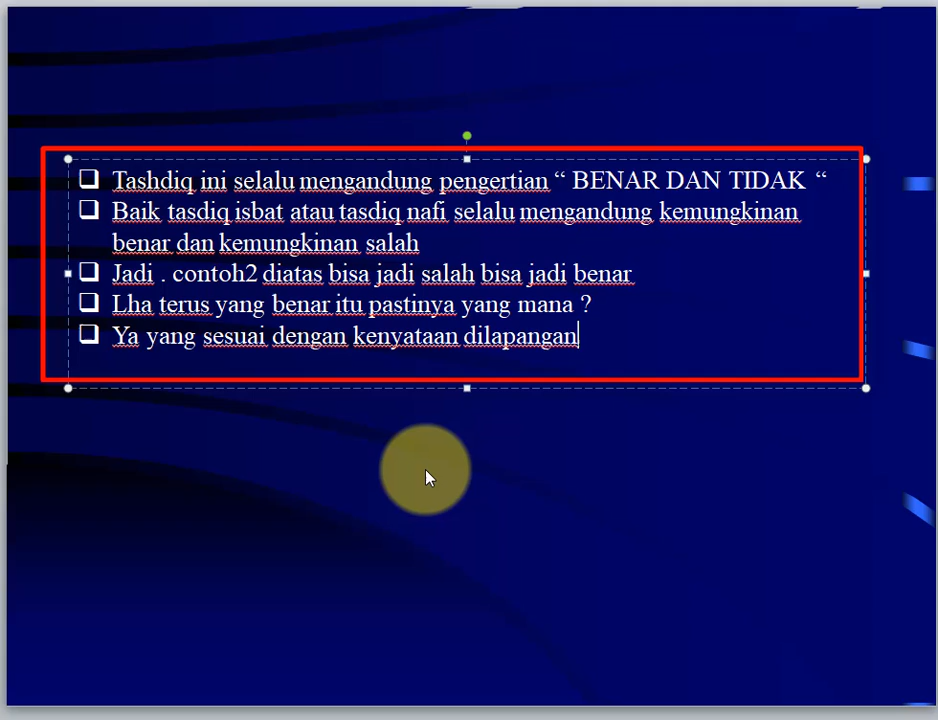 Tashdiq ini selalu mengandung pengertian “ BENAR DAN TIDAK “
Baik tasdiq isbat atau tasdiq nafi selalu mengandung kemungkinan
benar dan kemungkinan salah
Jadi . contoh2 diatas bisa jadi salah bisa jadi benar
Lha terus yang benar itu pastinya yang mana ?
Ya yang sesuai dengan kenyataan dilapangan